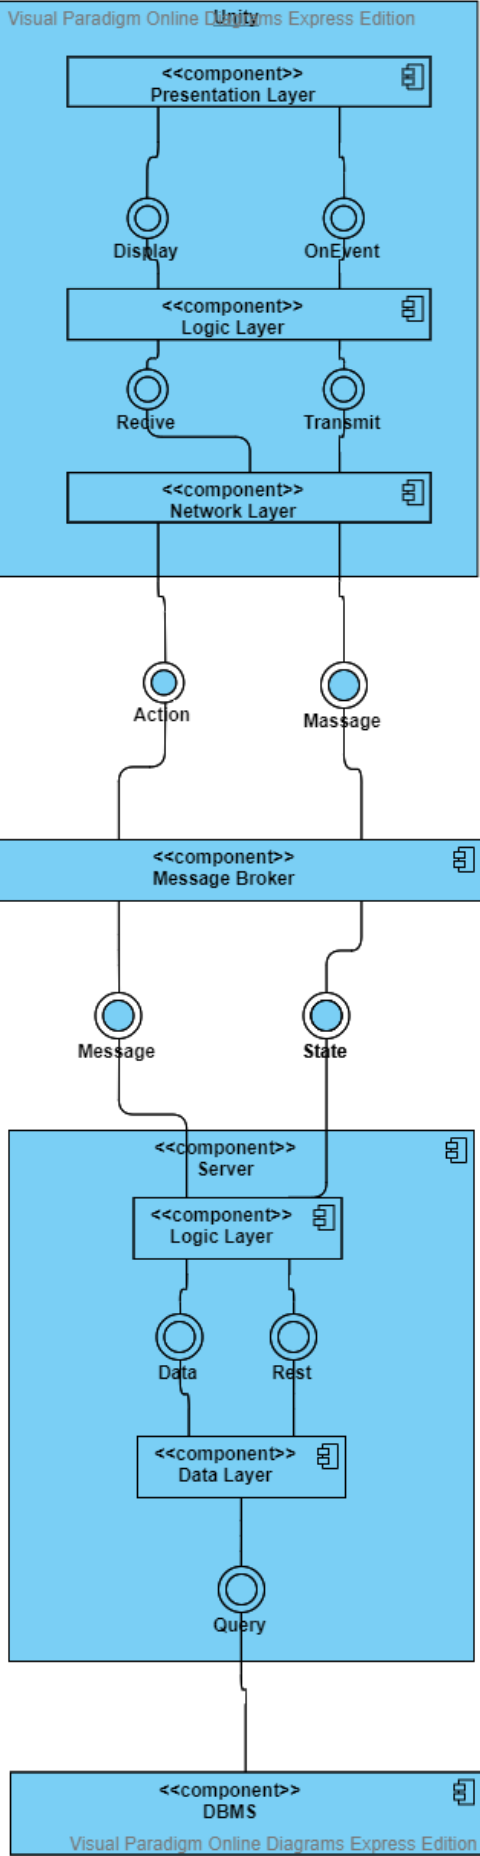 Unity
Visual Paradigm Online Diagrams Express Edition
<<component>>
Presentation Layer
Display
OnEvent
<<component>>
Logic Layer
Recive
Transmit
<<component>>
Network Layer
Action
Massage
<<component>>
Message Broker
Message
State
<<component>>
Server
<<component>>
Logic Layer
Data
Rest
<<component>>
Data Layer
Query
<<component>>
DBMS
Visual Paradigm Online Diagrams Express Edition